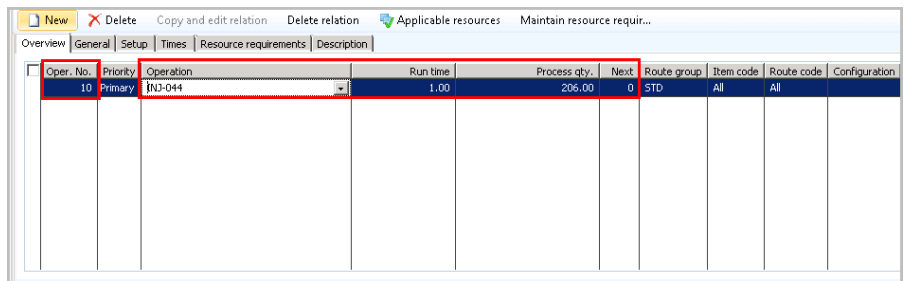 New Delete Copy and edit relation Delete relation Applicable resources Maintain resource requir...
Overview General Setup Times Resource requirements Description
Oper. No. Priority Operation Run time Process qty. Next Route group Item code Route code Configuration
10 Primary INJ-044 1.00 206.00 0 STD All All